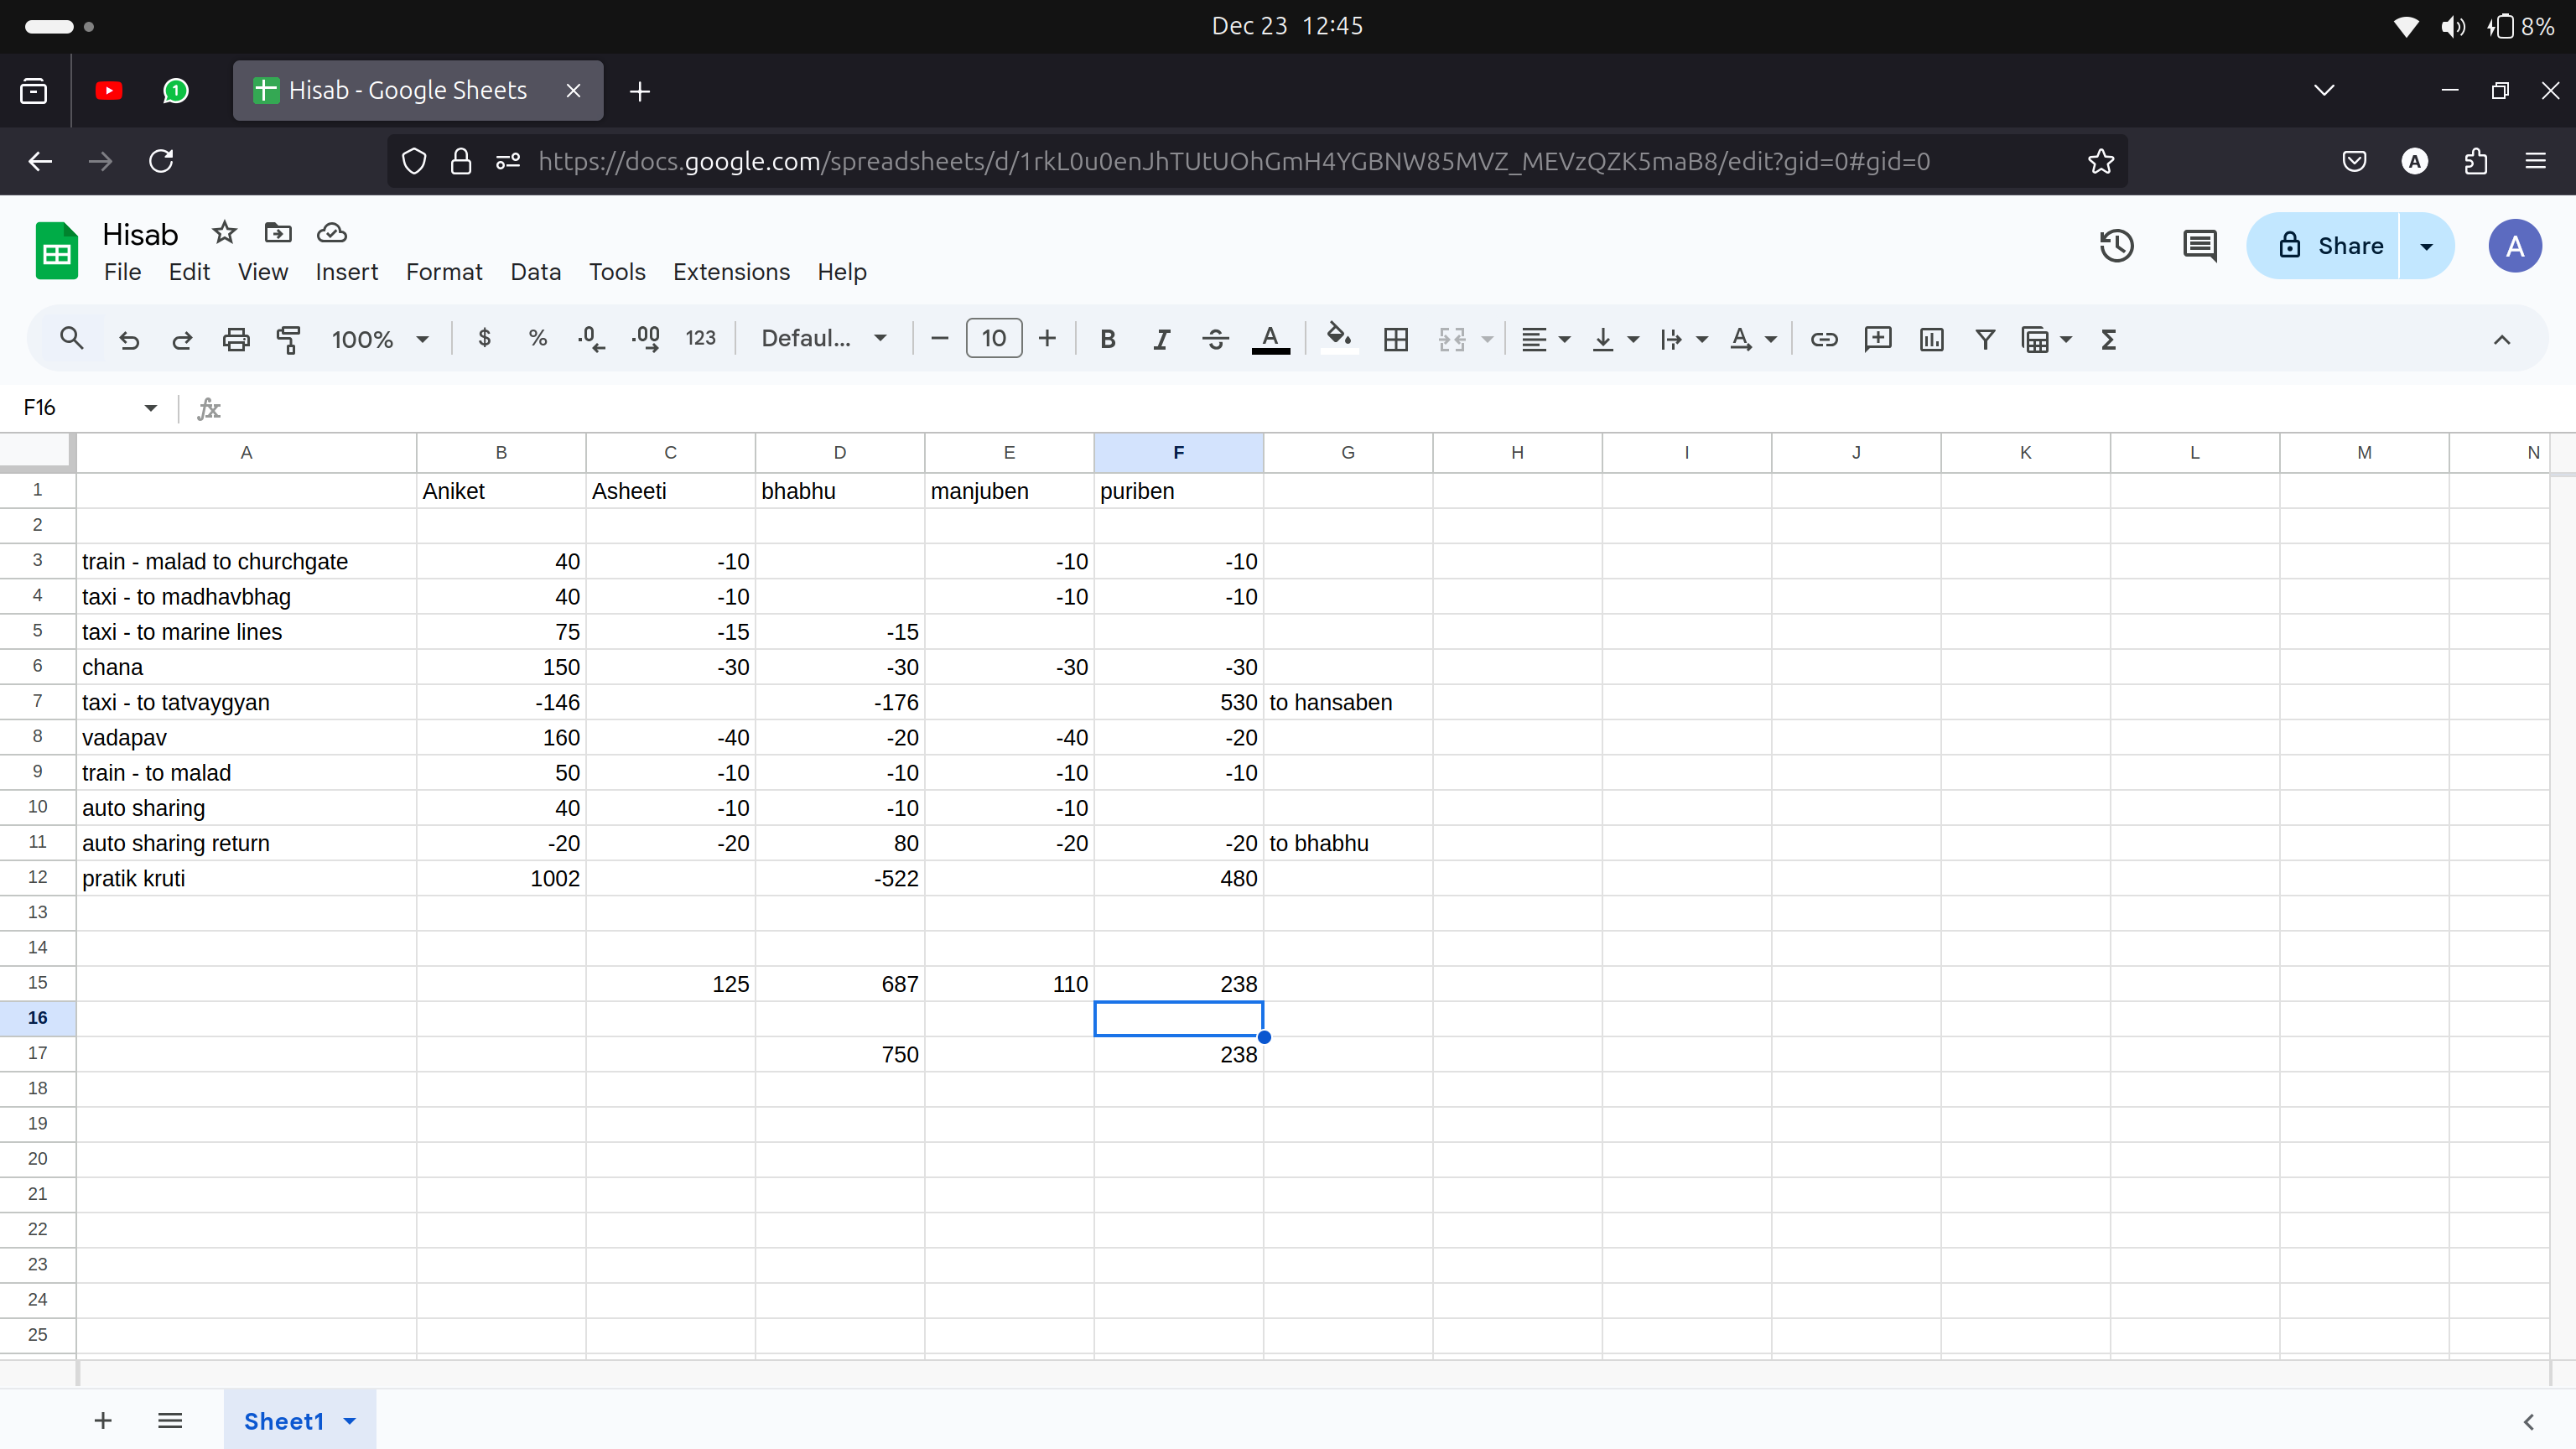 Dec 23 12:45
8%
1
Hisab - Google Sheets
https://docs.google.com/spreadsheets/d/1rkL0u0enJhTUtUOhGmH4YGBNW85MVZ_MEVzQZK5maB8/edit?gid=0#gid=0
A
Hisab
File Edit View Insert Format Data Tools Extensions Help
Share
A
100% $ % .0 .00 123 Defaul... 10 B I A A Σ
F16 fx
A B C D E F G H I J K L M N
1 Aniket Asheeti bhabhu manjuben puriben
2
3 train - malad to churchgate 40 -10 -10 -10
4 taxi - to madhavbhag 40 -10 -10 -10
5 taxi - to marine lines 75 -15 -15
6 chana 150 -30 -30 -30 -30
7 taxi - to tatvaygyan -146 -176 530 to hansaben
8 vadapav 160 -40 -20 -40 -20
9 train - to malad 50 -10 -10 -10 -10
10 auto sharing 40 -10 -10 -10
11 auto sharing return -20 -20 80 -20 -20 to bhabhu
12 pratik kruti 1002 -522 480
13
14
15 125 687 110 238
16
17 750 238
18
19
20
21
22
23
24
25
Sheet1